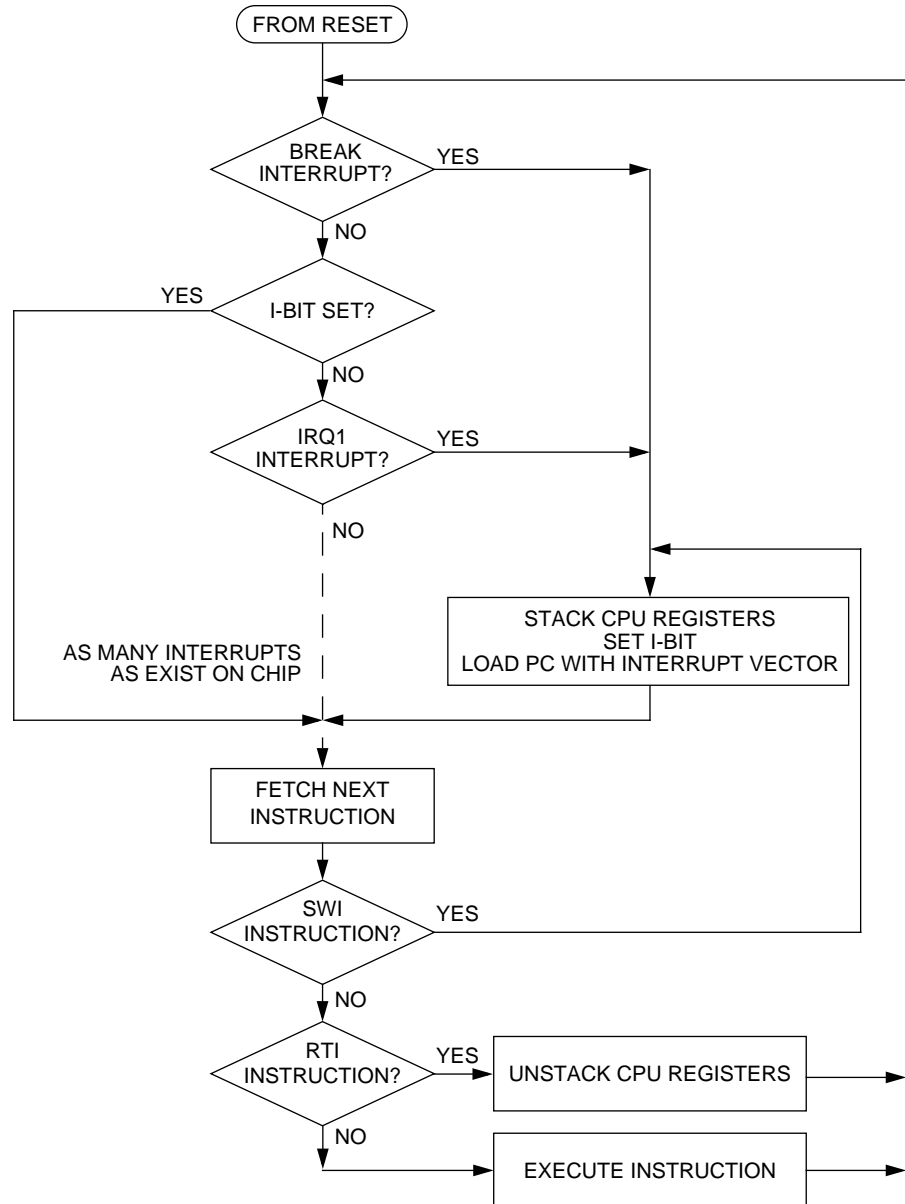 FROM RESET
BREAK
INTERRUPT?
YES
NO
YES
I-BIT SET?
NO
IRQ1
INTERRUPT?
YES
NO
STACK CPU REGISTERS
SET I-BIT
LOAD PC WITH INTERRUPT VECTOR
AS MANY INTERRUPTS
AS EXIST ON CHIP
FETCH NEXT
INSTRUCTION
SWI
INSTRUCTION?
YES
NO
RTI
INSTRUCTION?
YES
UNSTACK CPU REGISTERS
NO
EXECUTE INSTRUCTION